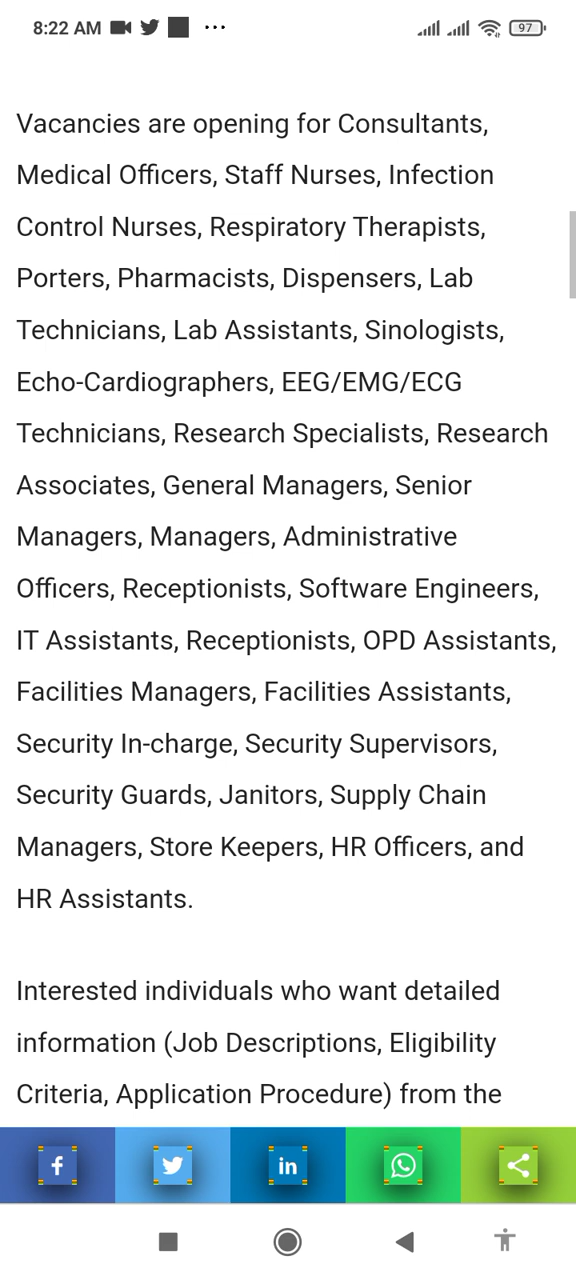 8:22 AM
97
Vacancies are opening for Consultants,
Medical Officers, Staff Nurses, Infection
Control Nurses, Respiratory Therapists,
Porters, Pharmacists, Dispensers, Lab
Technicians, Lab Assistants, Sinologists,
Echo-Cardiographers, EEG/EMG/ECG
Technicians, Research Specialists, Research
Associates, General Managers, Senior
Managers, Managers, Administrative
Officers, Receptionists, Software Engineers,
IT Assistants, Receptionists, OPD Assistants,
Facilities Managers, Facilities Assistants,
Security In-charge, Security Supervisors,
Security Guards, Janitors, Supply Chain
Managers, Store Keepers, HR Officers, and
HR Assistants.
Interested individuals who want detailed
information (Job Descriptions, Eligibility
Criteria, Application Procedure) from the